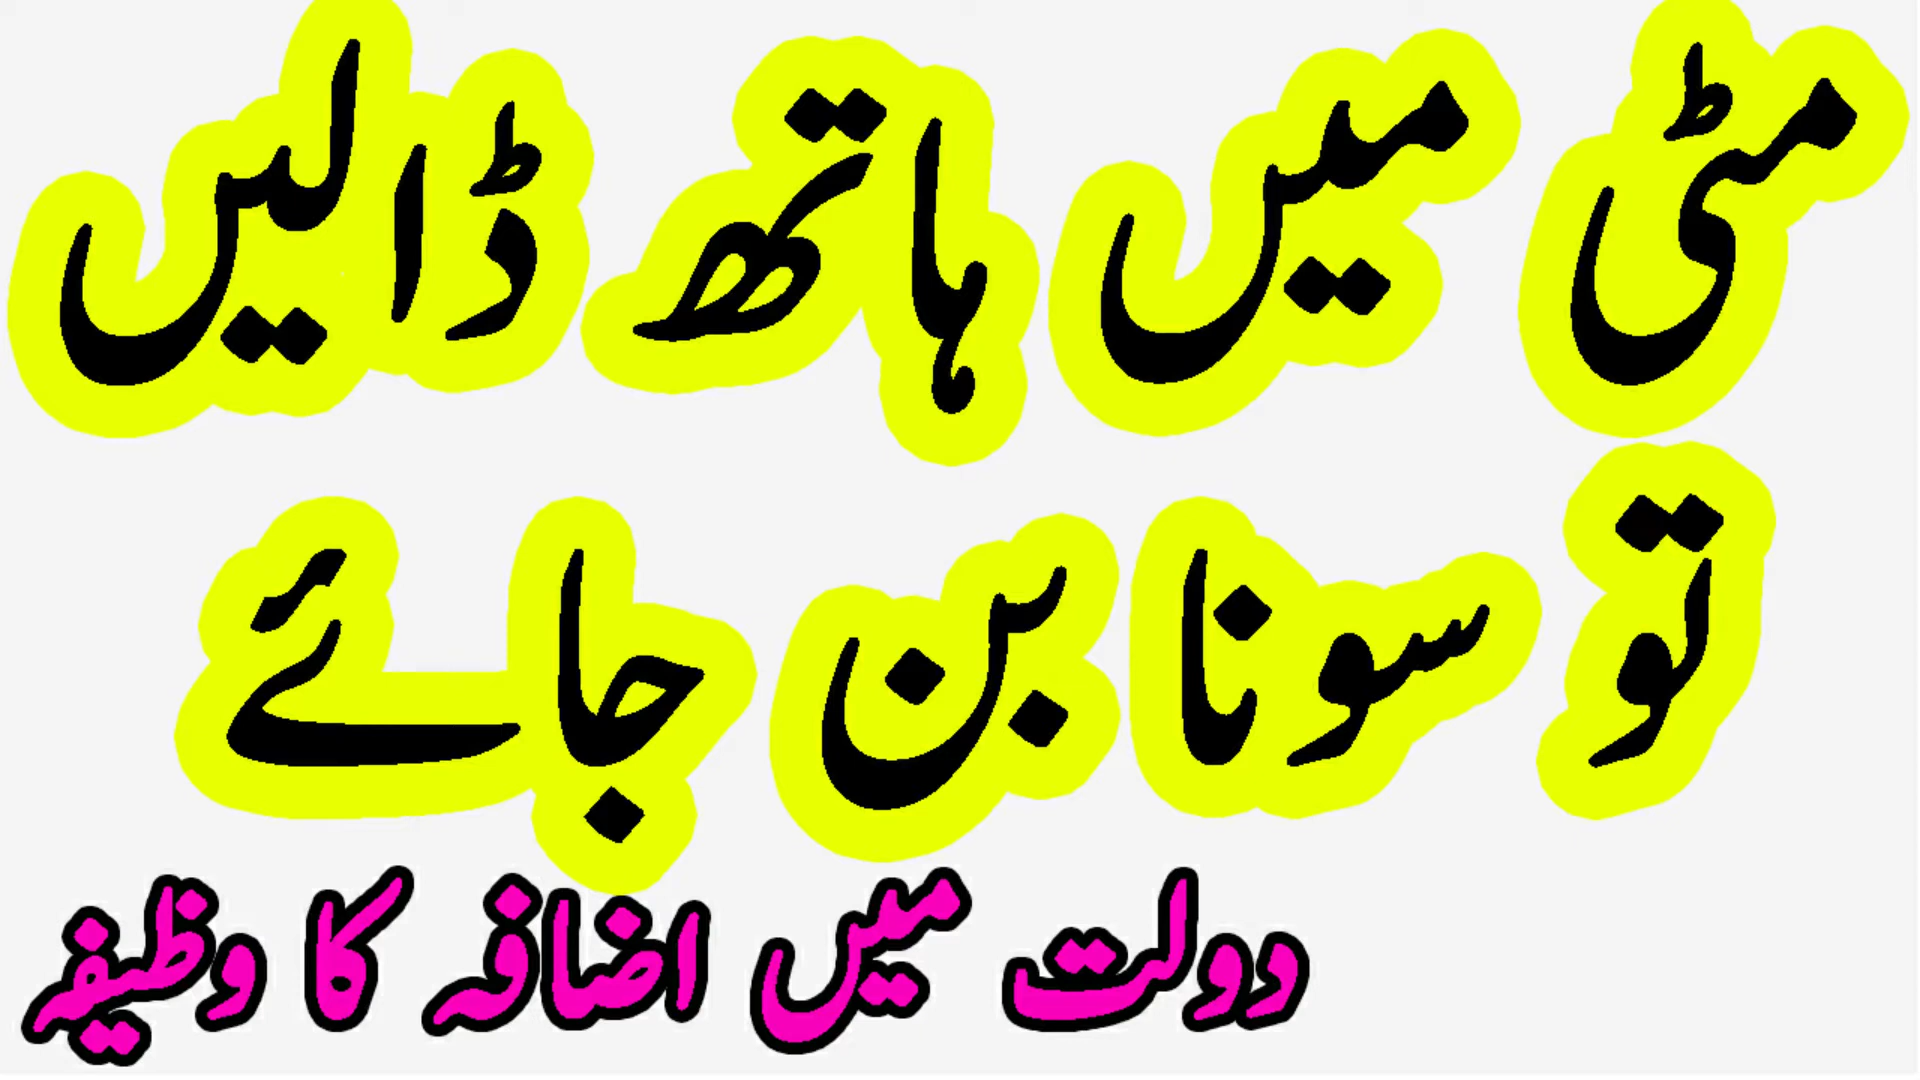 مٹی میں ہاتھ ڈالیں
تو سونا بن جائے
دولت میں اضافہ کا وظیفہ